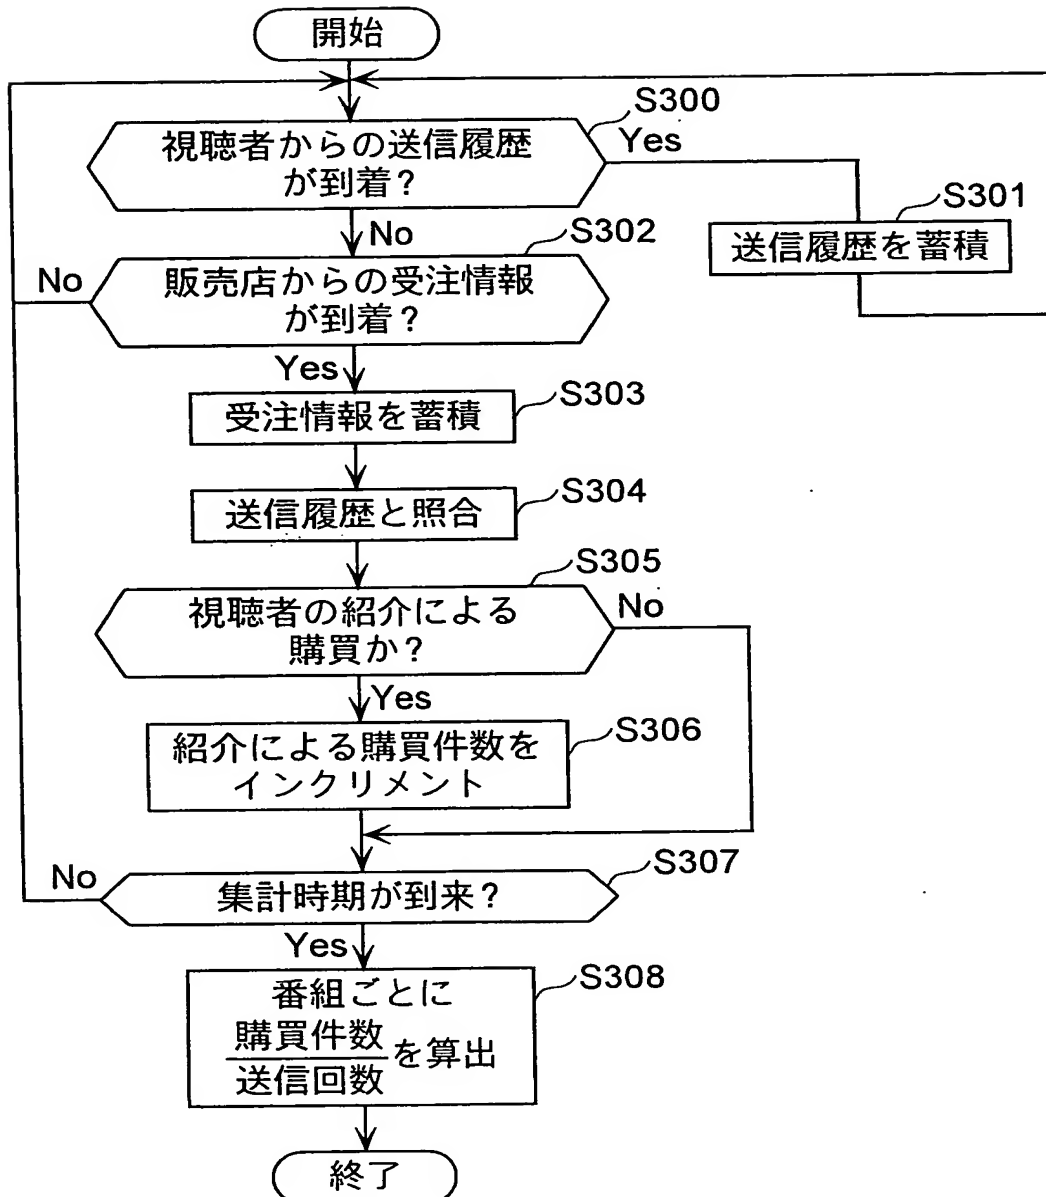 開始
S300
視聴者からの送信履歴
が到着？
Yes
S301
送信履歴を蓄積
No
S302
販売店からの受注情報
が到着？
No
Yes
S303
受注情報を蓄積
S304
送信履歴と照合
S305
視聴者の紹介による
購買か？
No
Yes
S306
紹介による購買件数を
インクリメント
S307
集計時期が到来？
No
Yes
S308
番組ごとに
購買件数
送信回数
を算出
終了